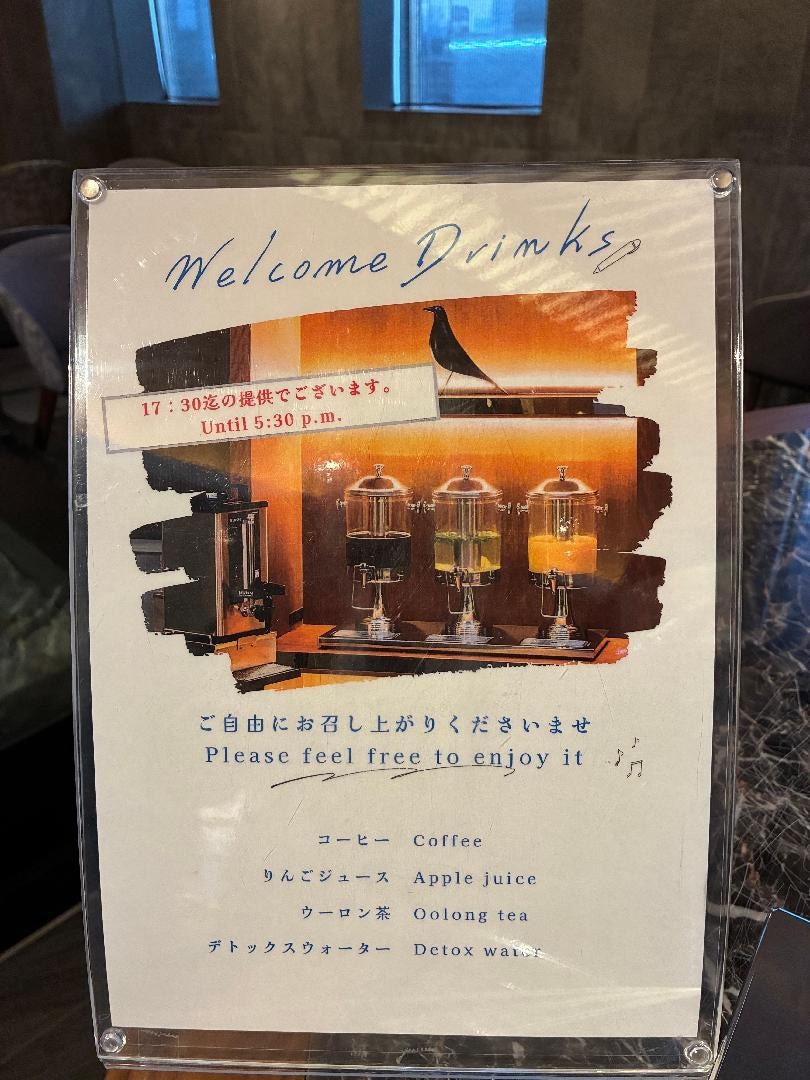 Welcome Drinks
17：30迄の提供でございます。
Until 5:30 p.m.
ご自由にお召し上がりくださいませ
Please feel free to enjoy it
コーヒー Coffee
りんごジュース Apple juice
ウーロン茶 Oolong tea
デトックスウォーター Detox water